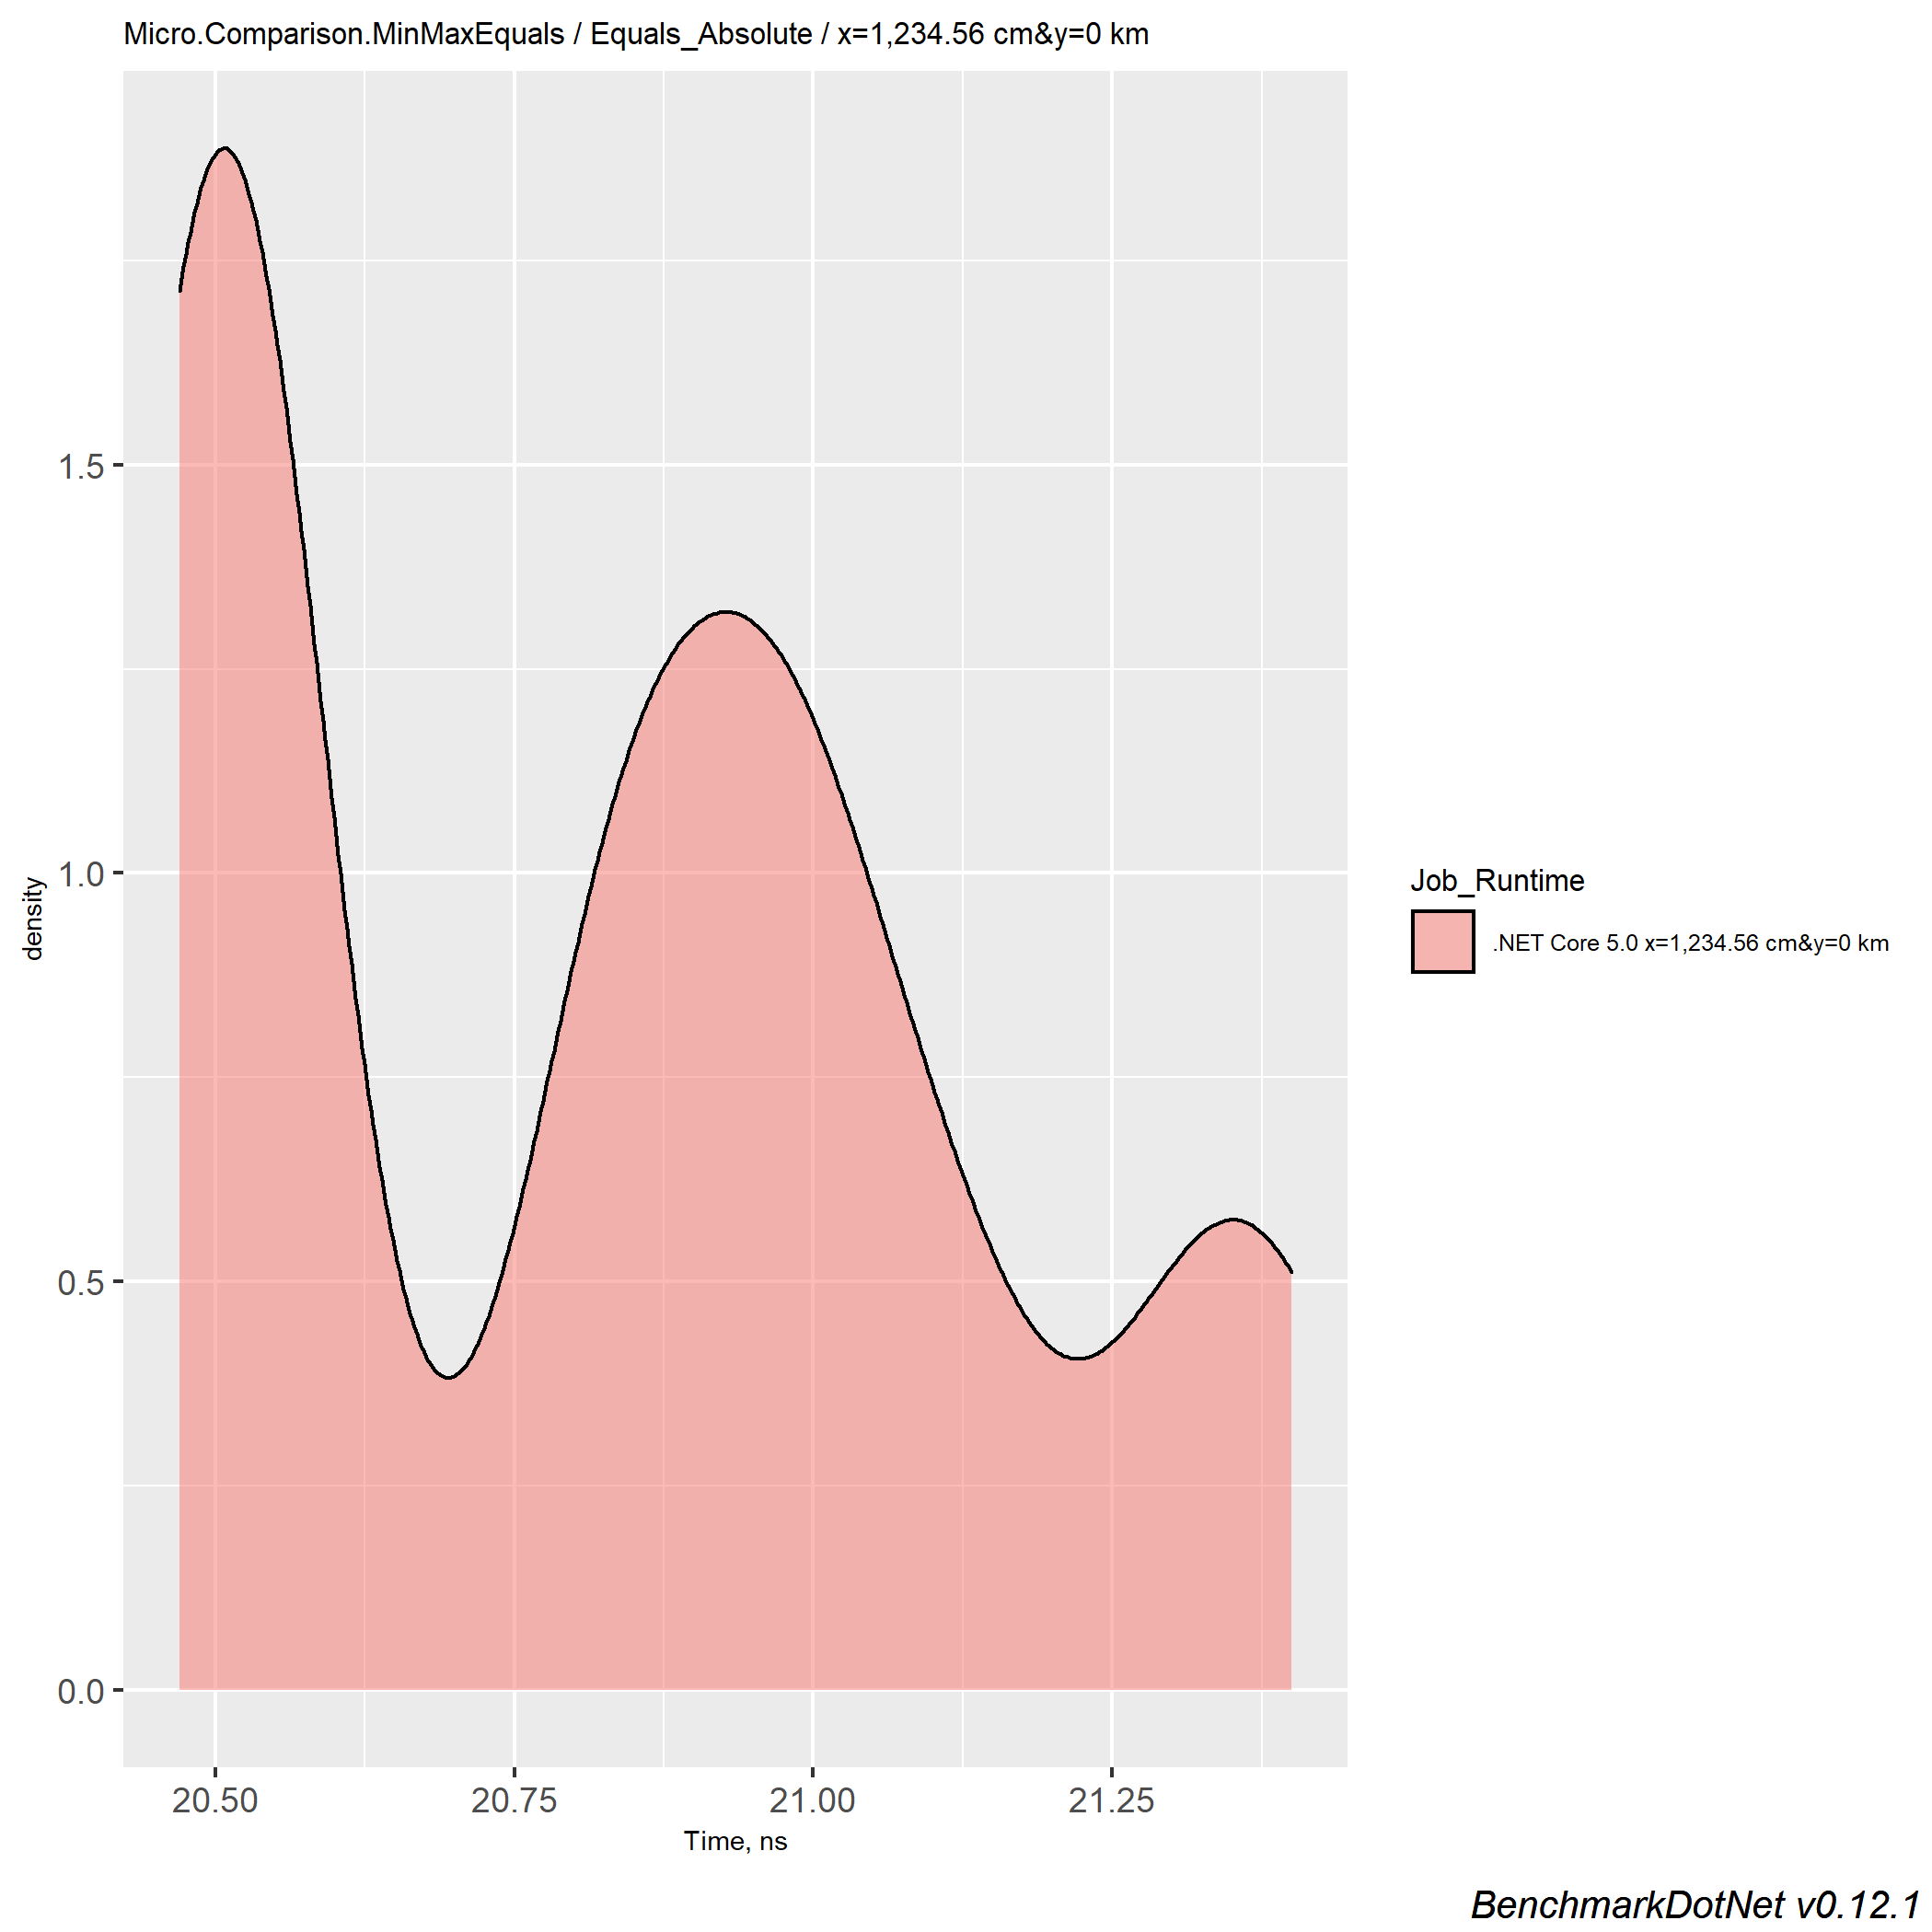 Micro.Comparison.MinMaxEquals / Equals_Absolute / x=1,234.56 cm&y=0 km
density
1.5
1.0
0.5
0.0
20.50
20.75
21.00
21.25
Time, ns
Job_Runtime
.NET Core 5.0 x=1,234.56 cm&y=0 km
BenchmarkDotNet v0.12.1